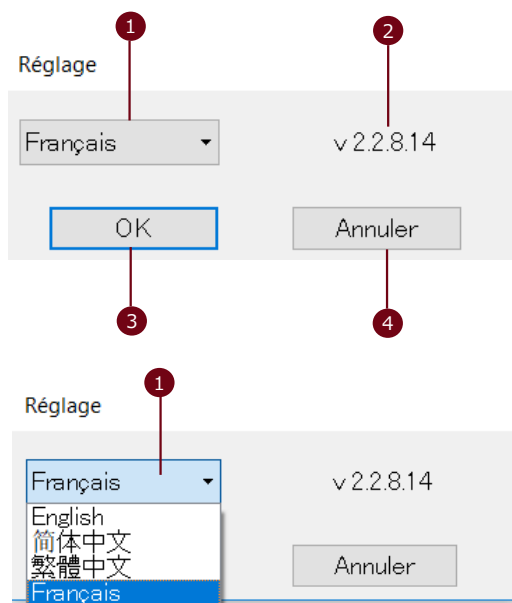 1 2
Réglage
Français v 2.2.8.14
OK Annuler
3 4
1
Réglage
Français v 2.2.8.14
English
简体中文
繁體中文 Annuler
Français